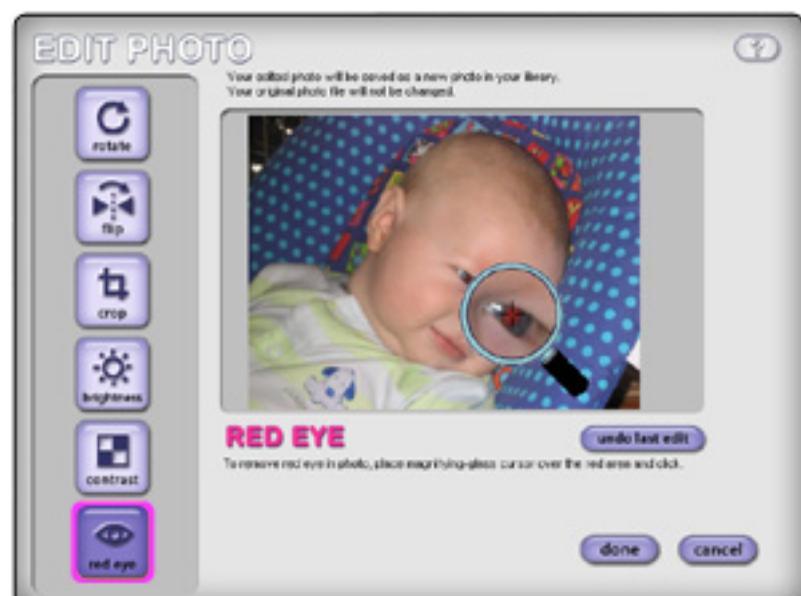 EDIT PHOTO
?
Your edited photo will be saved as a new photo in your library.
Your original photo file will not be changed.
rotate
flip
crop
brightness
contrast
red eye
RED EYE
undo last edit
To remove red eye in photo, place magnifying-glass cursor over the red area and click.
done
cancel